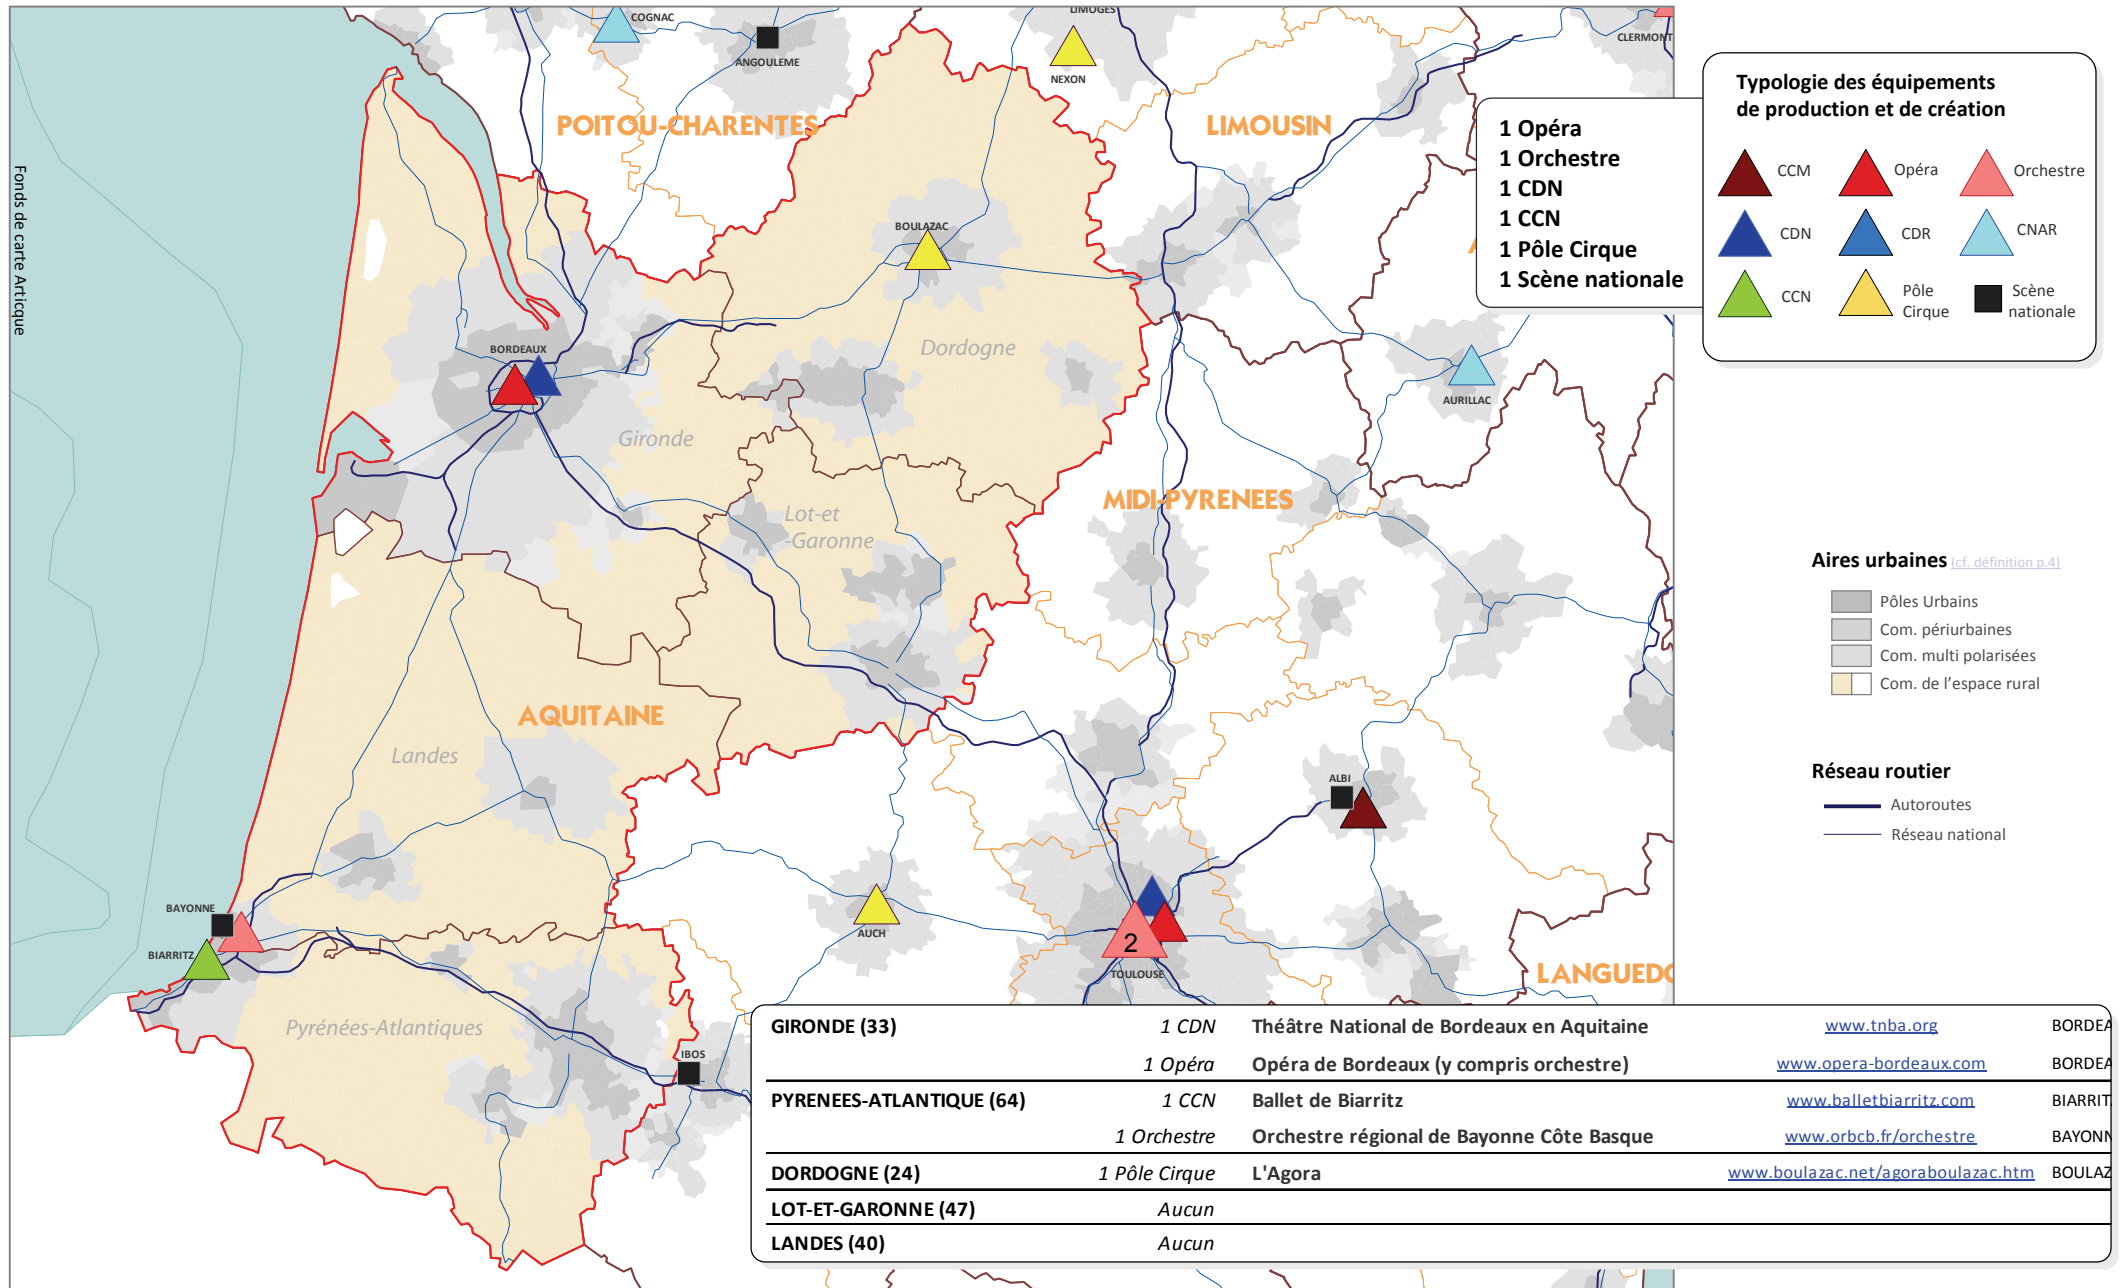 Fonds de carte Articque
COGNAC
ANGOULEME
LIMOGES
NEXON
CLERMONT
POITOU-CHARENTES
LIMOUSIN
BOULAZAC
BORDEAUX
Dordogne
Gironde
AURILLAC
MIDI-PYRENEES
Lot-et
-Garonne
AQUITAINE
Landes
ALBI
BAYONNE
BIARRITZ
AUCH
2
TOULOUSE
LANGUEDO
Pyrénées-Atlantiques
IBOS
1 Opéra
1 Orchestre
1 CDN
1 CCN
1 Pôle Cirque
1 Scène nationale
Typologie des équipements
de production et de création
CCM Opéra Orchestre
CDN CDR CNAR
CCN Pôle
Cirque
Scène
nationale
Aires urbaines (cf. définition p.4)
Pôles Urbains
Com. périurbaines
Com. multi polarisées
Com. de l'espace rural
Réseau routier
Autoroutes
Réseau national
GIRONDE (33) 1 CDN Théâtre National de Bordeaux en Aquitaine www.tnba.org BORDEA
1 Opéra Opéra de Bordeaux (y compris orchestre) www.opera-bordeaux.com BORDEA
PYRENEES-ATLANTIQUE (64) 1 CCN Ballet de Biarritz www.balletbiarritz.com BIARRIT
1 Orchestre Orchestre régional de Bayonne Côte Basque www.orbcb.fr/orchestre BAYONN
DORDOGNE (24) 1 Pôle Cirque L'Agora www.boulazac.net/agoraboulazac.htm BOULAZ
LOT-ET-GARONNE (47) Aucun
LANDES (40) Aucun